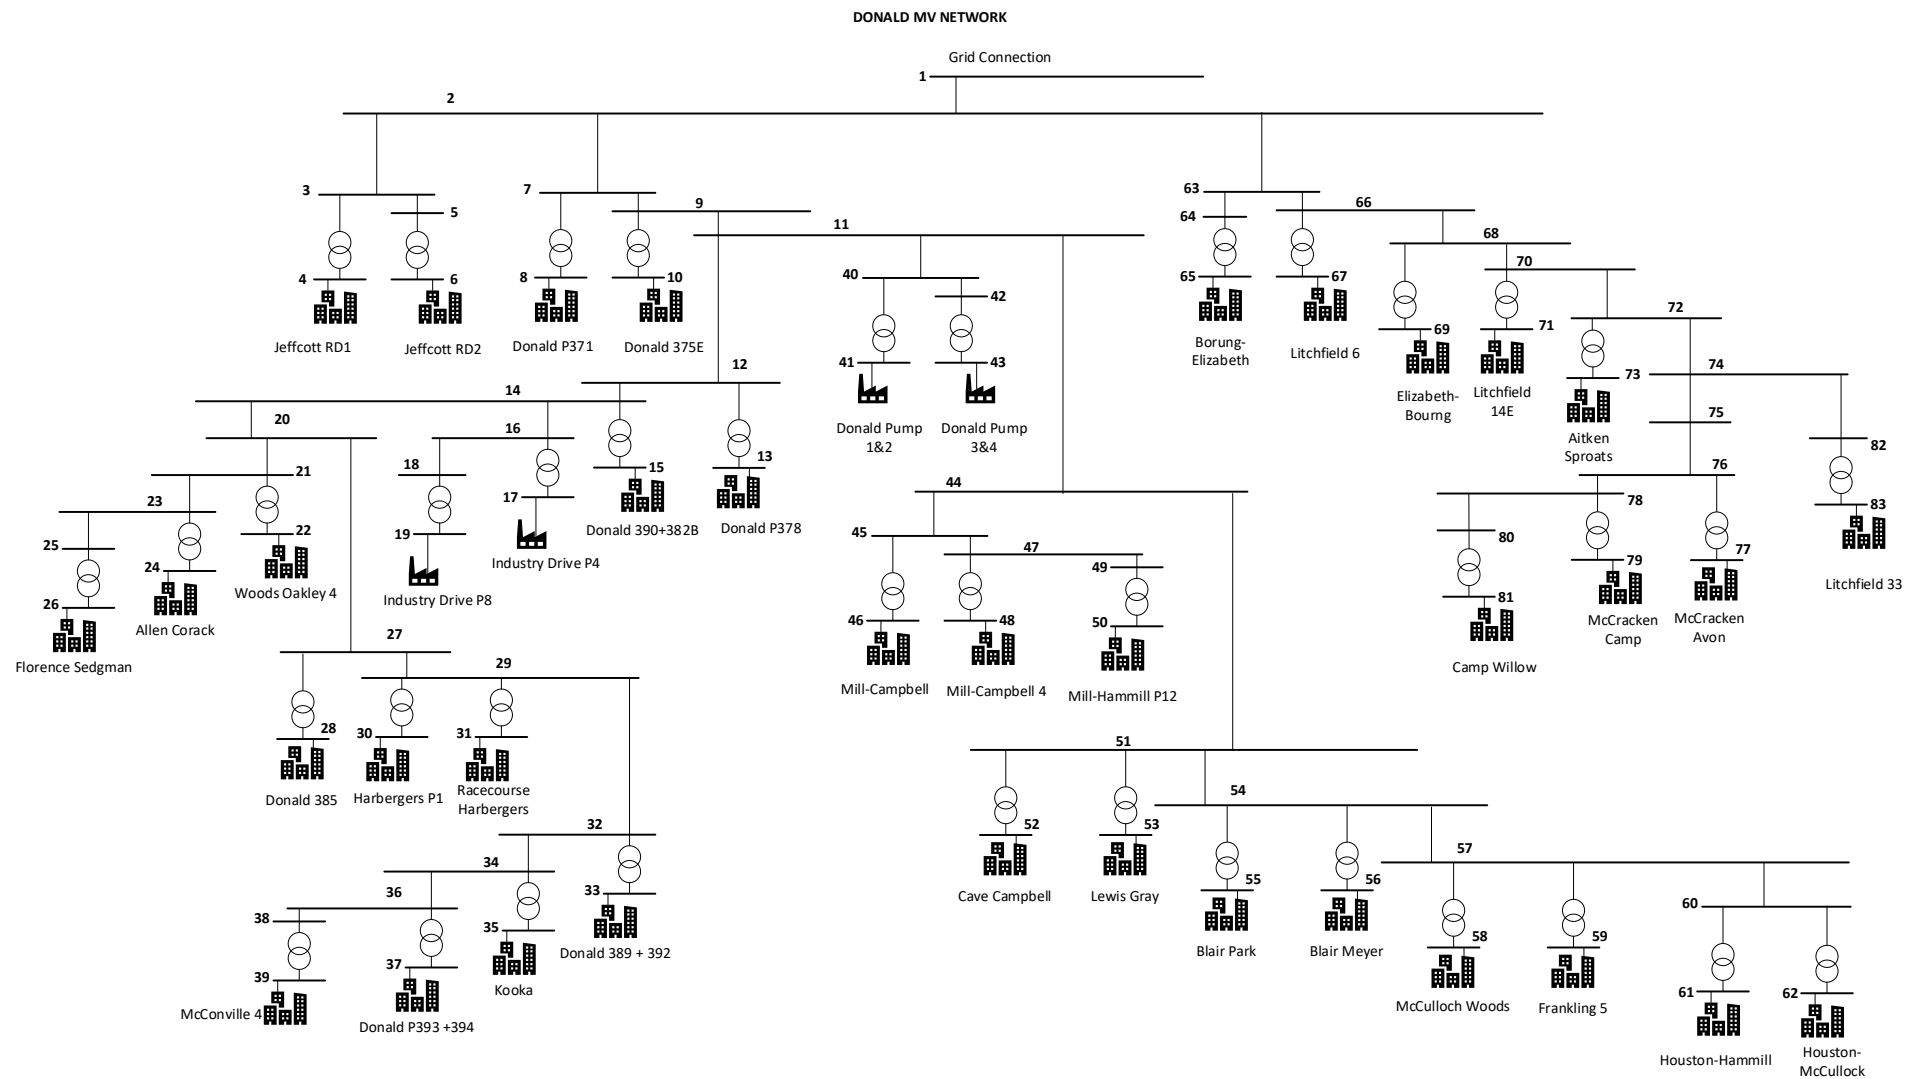 DONALD MV NETWORK
Grid Connection
1
2
3
5
4
6
Jeffcott RD1
Jeffcott RD2
7
9
11
8
10
Donald P371
Donald 375E
63
64
66
68
70
65
67
Borung-
Elizabeth
Litchfield 6
69
71
Elizabeth-
Bourng
Litchfield
14E
72
73
74
75
Aitken
Sproats
76
82
78
77
79
80
81
83
McCracken
Camp
McCracken
Avon
Camp Willow
Litchfield 33
40
42
41
43
Donald Pump
1&2
Donald Pump
3&4
12
14
13
15
Donald 390+382B
Donald P378
16
18
17
19
Industry Drive P4
Industry Drive P8
20
21
23
22
25
24
26
Woods Oakley 4
Allen Corack
Florence Sedgman
27
29
28
30
31
Donald 385
Harbergers P1
Racecourse
Harbergers
32
34
36
33
38
35
37
39
Donald 389 + 392
Kooka
McConville 4
Donald P393 +394
44
45
47
49
46
48
50
Mill-Campbell
Mill-Campbell 4
Mill-Hammill P12
51
54
52
53
Cave Campbell
Lewis Gray
57
55
56
Blair Park
Blair Meyer
60
58
59
McCulloch Woods
Frankling 5
61
62
Houston-Hammill
Houston-
McCullock